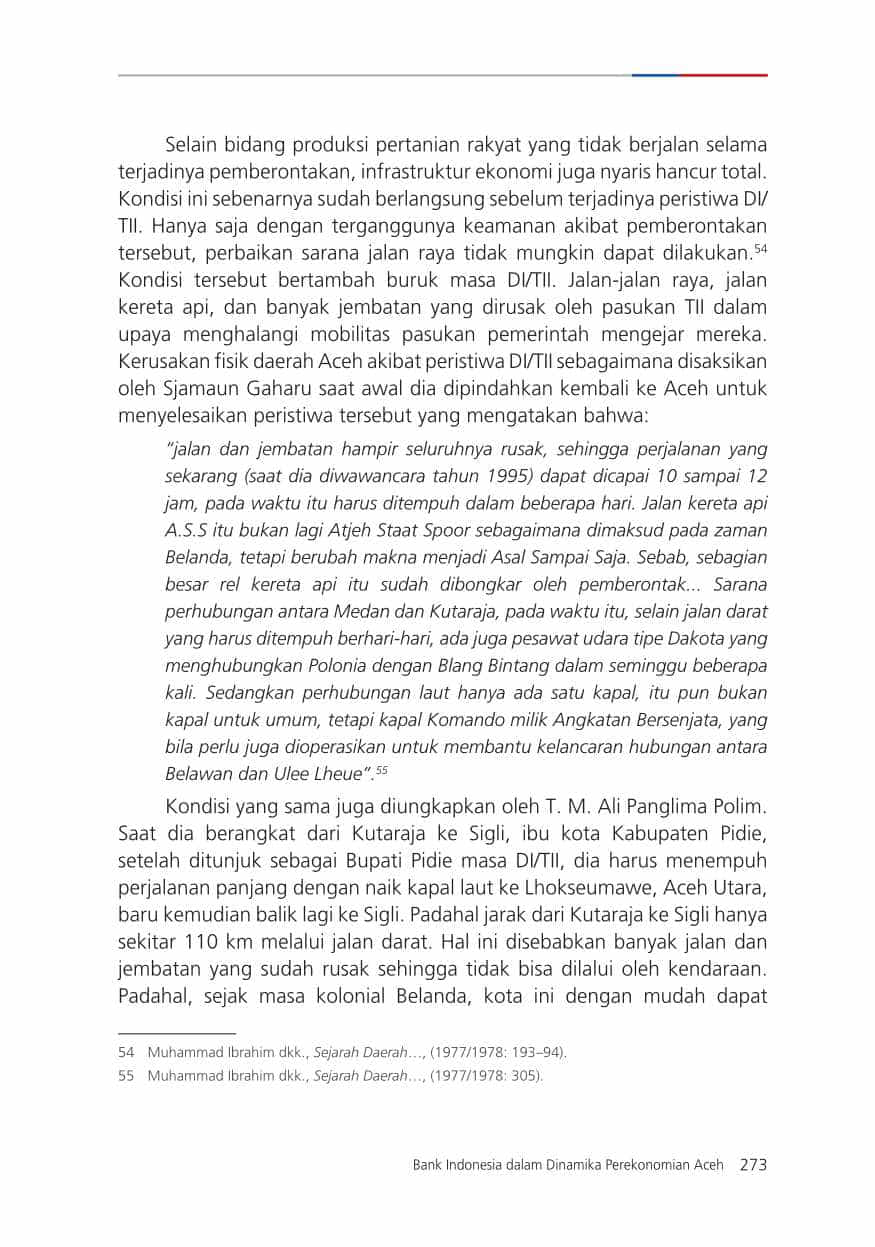 Selain bidang produksi pertanian rakyat yang tidak berjalan selama
terjadinya pemberontakan, infrastruktur ekonomi juga nyaris hancur total.
Kondisi ini sebenarnya sudah berlangsung sebelum terjadinya peristiwa DI/
TII. Hanya saja dengan terganggunya keamanan akibat pemberontakan
tersebut, perbaikan sarana jalan raya tidak mungkin dapat dilakukan.54
Kondisi tersebut bertambah buruk masa DI/TII. Jalan-jalan raya, jalan
kereta api, dan banyak jembatan yang dirusak oleh pasukan TII dalam
upaya menghalangi mobilitas pasukan pemerintah mengejar mereka.
Kerusakan fisik daerah Aceh akibat peristiwa DI/TII sebagaimana disaksikan
oleh Sjamaun Gaharu saat awal dia dipindahkan kembali ke Aceh untuk
menyelesaikan peristiwa tersebut yang mengatakan bahwa:
“jalan dan jembatan hampir seluruhnya rusak, sehingga perjalanan yang
sekarang (saat dia diwawancara tahun 1995) dapat dicapai 10 sampai 12
jam, pada waktu itu harus ditempuh dalam beberapa hari. Jalan kereta api
A.S.S itu bukan lagi Atjeh Staat Spoor sebagaimana dimaksud pada zaman
Belanda, tetapi berubah makna menjadi Asal Sampai Saja. Sebab, sebagian
besar rel kereta api itu sudah dibongkar oleh pemberontak... Sarana
perhubungan antara Medan dan Kutaraja, pada waktu itu, selain jalan darat
yang harus ditempuh berhari-hari, ada juga pesawat udara tipe Dakota yang
menghubungkan Polonia dengan Blang Bintang dalam seminggu beberapa
kali. Sedangkan perhubungan laut hanya ada satu kapal, itu pun bukan
kapal untuk umum, tetapi kapal Komando milik Angkatan Bersenjata, yang
bila perlu juga dioperasikan untuk membantu kelancaran hubungan antara
Belawan dan Ulee Lheue”.55
Kondisi yang sama juga diungkapkan oleh T. M. Ali Panglima Polim.
Saat dia berangkat dari Kutaraja ke Sigli, ibu kota Kabupaten Pidie,
setelah ditunjuk sebagai Bupati Pidie masa DI/TII, dia harus menempuh
perjalanan panjang dengan naik kapal laut ke Lhokseumawe, Aceh Utara,
baru kemudian balik lagi ke Sigli. Padahal jarak dari Kutaraja ke Sigli hanya
sekitar 110 km melalui jalan darat. Hal ini disebabkan banyak jalan dan
jembatan yang sudah rusak sehingga tidak bisa dilalui oleh kendaraan.
Padahal, sejak masa kolonial Belanda, kota ini dengan mudah dapat
54 Muhammad Ibrahim dkk., Sejarah Daerah…, (1977/1978: 193–94).
55 Muhammad Ibrahim dkk., Sejarah Daerah…, (1977/1978: 305).
Bank Indonesia dalam Dinamika Perekonomian Aceh 273